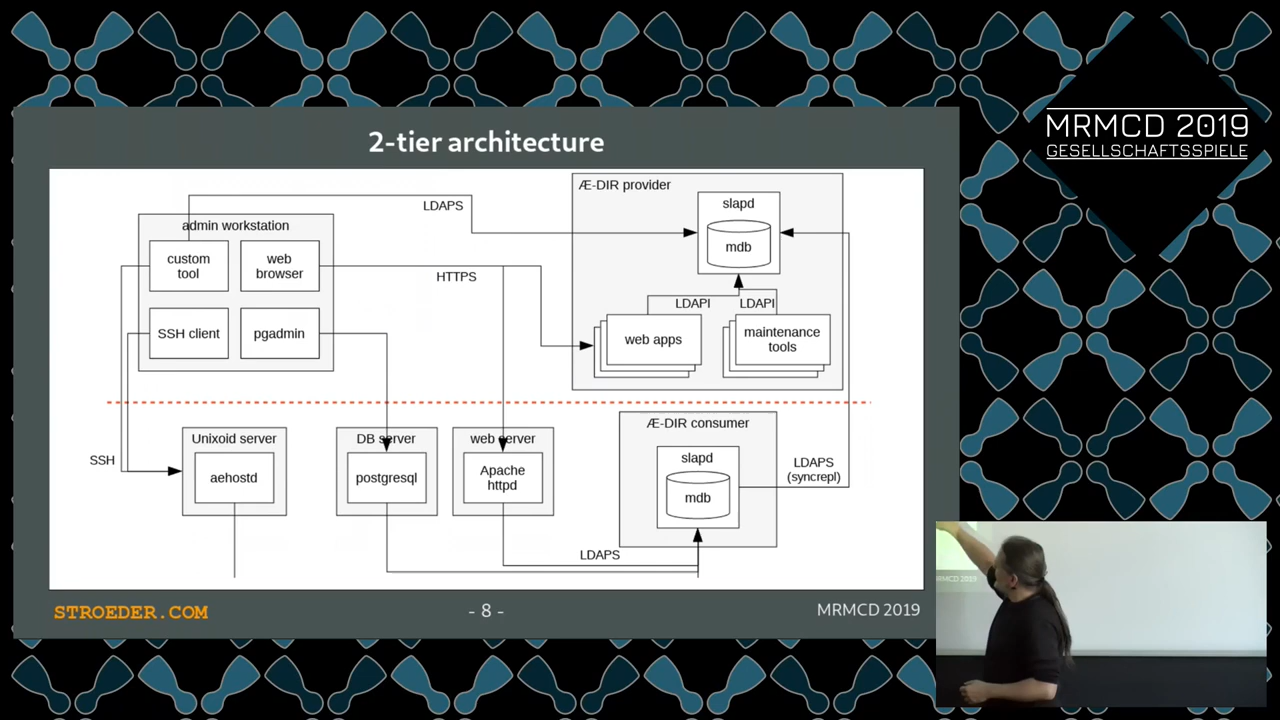 MRMCD 2019
GESELLSCHAFTSSPIELE
2-tier architecture
Æ-DIR provider
slapd
mdb
LDAPS
admin workstation
custom
tool
web
browser
HTTPS
SSH client
pgadmin
LDAPI
LDAPI
web apps
maintenance
tools
Unixoid server
aehostd
SSH
DB server
postgresql
web server
Apache
httpd
Æ-DIR consumer
slapd
mdb
LDAPS
(syncrepl)
LDAPS
STROEDER.COM
- 8 -
MRMCD 2019
MRMCD 2019